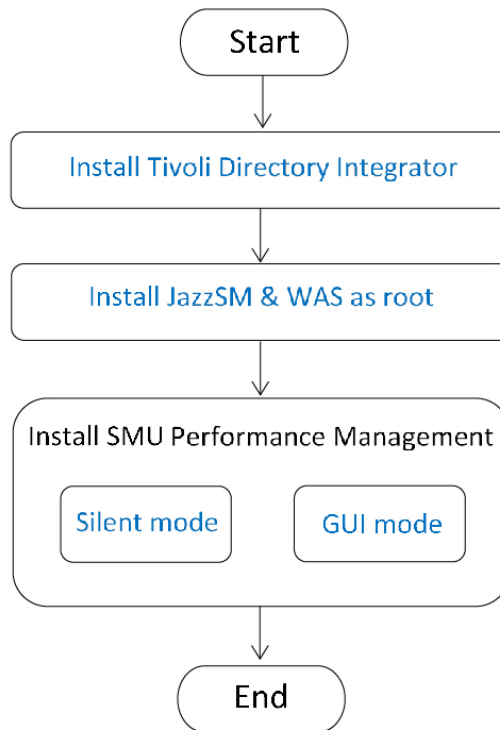 Start
Install Tivoli Directory Integrator
Install JazzSM & WAS as root
Install SMU Performance Management
Silent mode
GUI mode
End